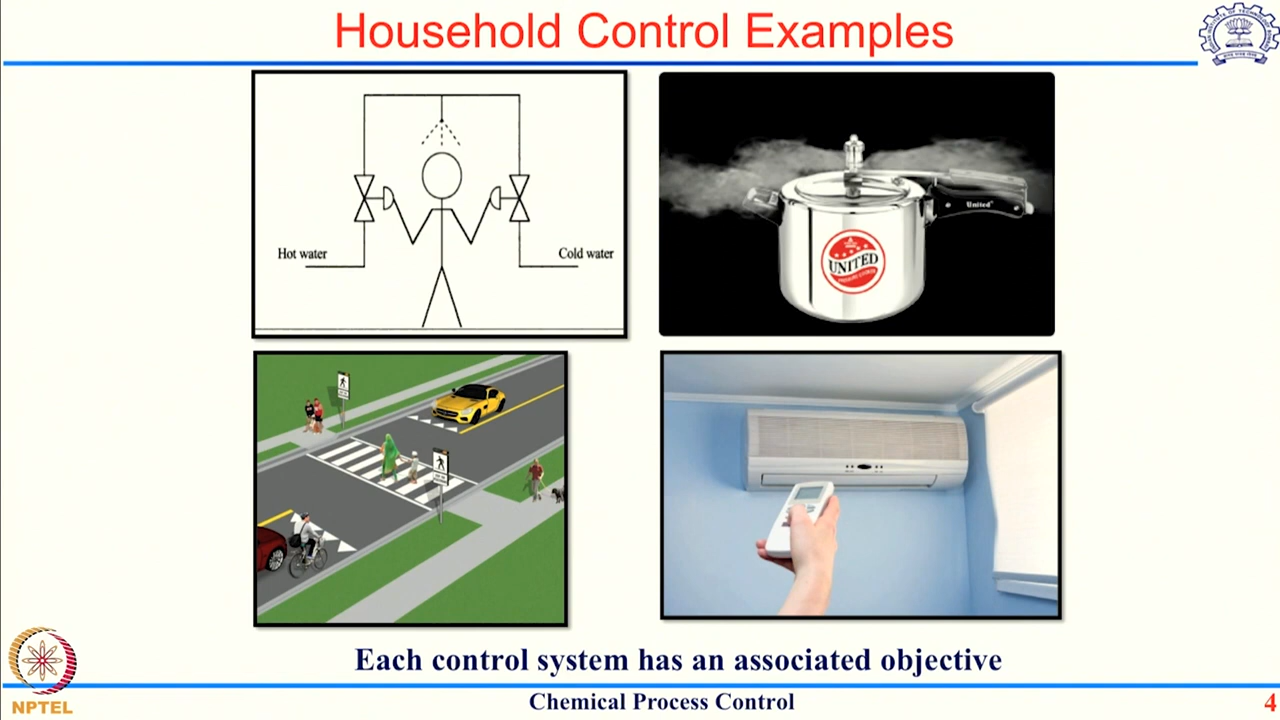 Household Control Examples
Hot water
Cold water
United
UNITED
Each control system has an associated objective
NPTEL
Chemical Process Control
4